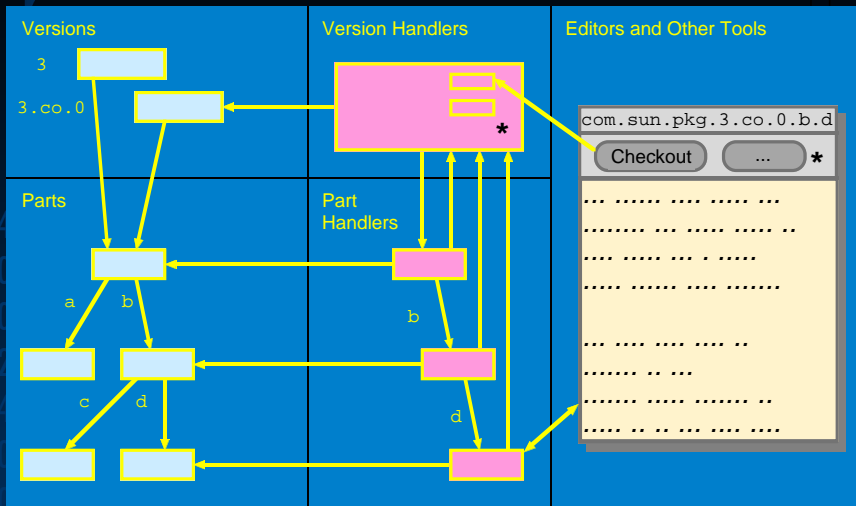 Versions
3
3.co.0
Version Handlers
*
Editors and Other Tools
com.sun.pkg.3.co.0.b.d
Checkout
...
*
... ...... .... ..... ...
........ ... ..... ..... ..
.... ..... ... . .....
..... ...... .... .......
... .... .... .... ..
....... .. ...
....... ..... ....... ..
..... .. .. ... .... ....
Parts
a
b
c
d
Part
Handlers
b
d